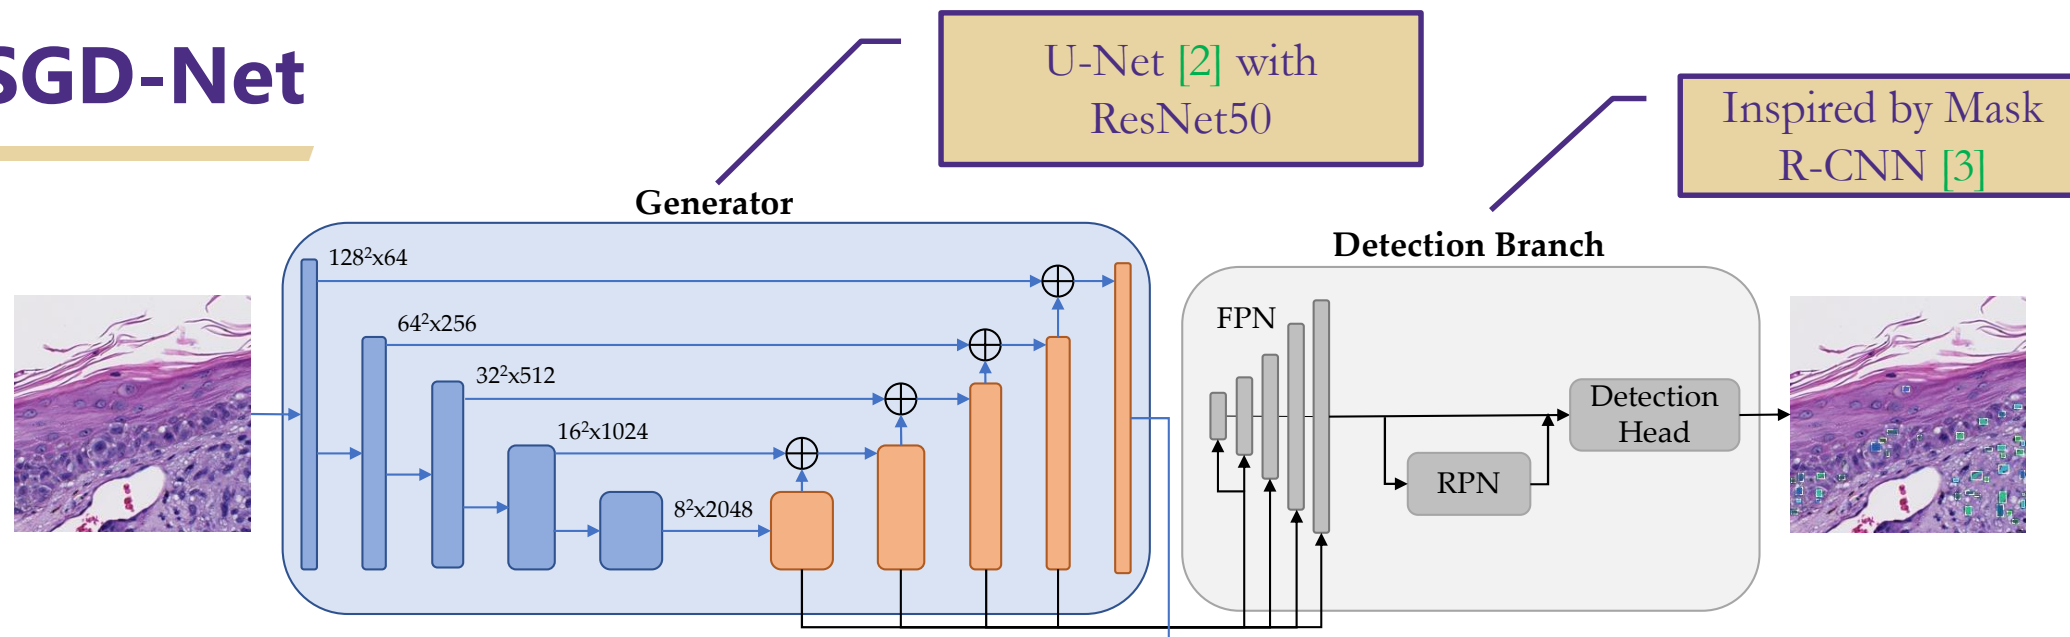 SGD-Net
U-Net [2] with
ResNet50
Inspired by Mask
R-CNN [3]
Generator
Detection Branch
128²x64
64²x256
32²x512
16²x1024
8²x2048
FPN
RPN
Detection
Head